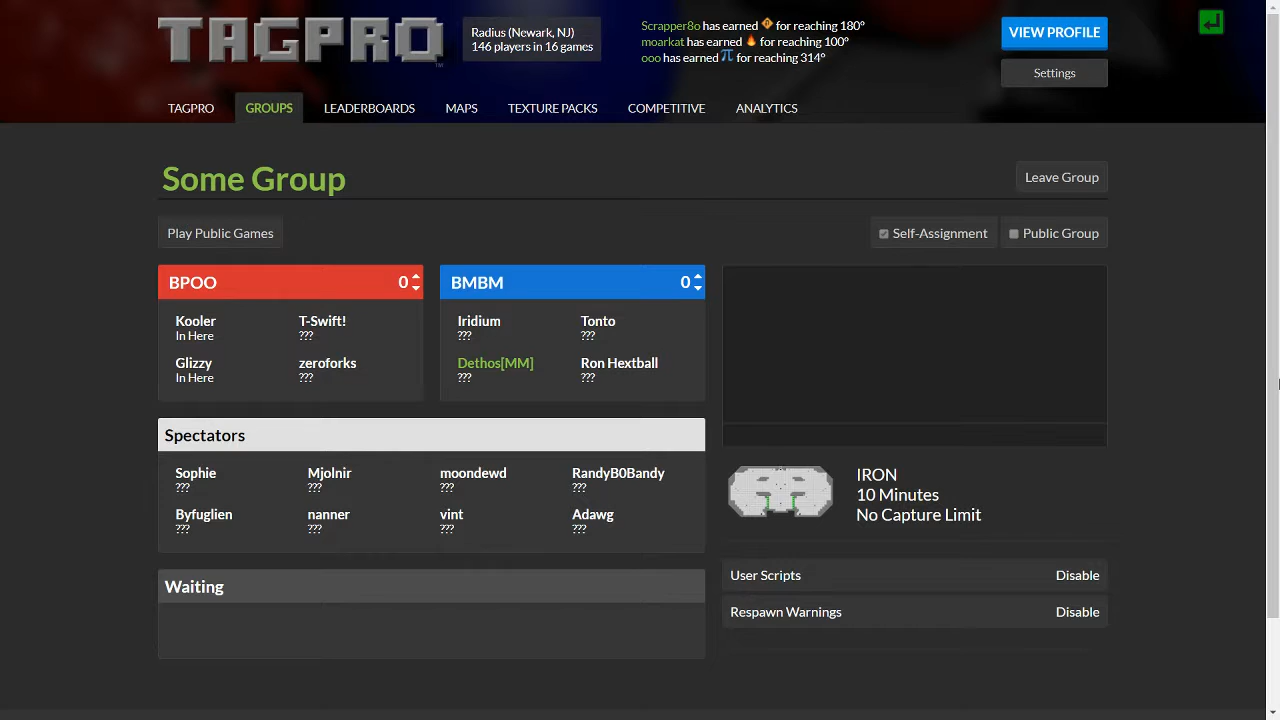 TAGPRO
Radius (Newark, NJ)
146 players in 16 games
Scrapper8o has earned for reaching 180°
moarkat has earned for reaching 100°
ooo has earned for reaching 314°
VIEW PROFILE
Settings
TAGPRO GROUPS LEADERBOARDS MAPS TEXTURE PACKS COMPETITIVE ANALYTICS
Some Group
Leave Group
Play Public Games
Self-Assignment
Public Group
BPOO 0
Kooler T-Swift!
In Here ???
Glizzy zeroforks
In Here ???
BMBM 0
Iridium Tonto
??? ???
Dethos[MM] Ron Hextball
??? ???
Spectators
Sophie Mjolnir moondewd RandyB0Bandy
??? ??? ??? ???
Byfuglien nanner vint Adawg
??? ??? ??? ???
Waiting
IRON
10 Minutes
No Capture Limit
User Scripts Disable
Respawn Warnings Disable